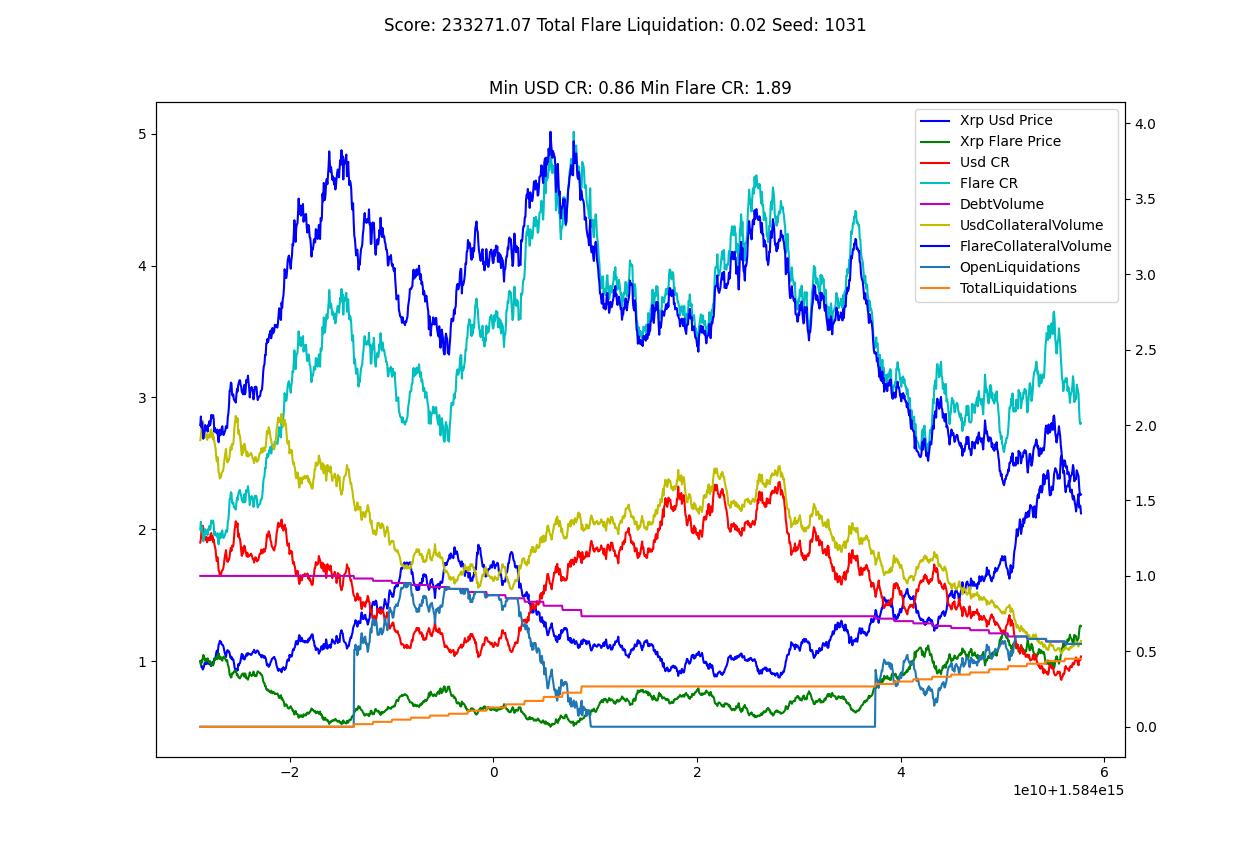 Score: 233271.07 Total Flare Liquidation: 0.02 Seed: 1031
Min USD CR: 0.86 Min Flare CR: 1.89
5
4
3
2
1
Xrp Usd Price
Xrp Flare Price
Usd CR
Flare CR
DebtVolume
UsdCollateralVolume
FlareCollateralVolume
OpenLiquidations
TotalLiquidations
4.0
3.5
3.0
2.5
2.0
1.5
1.0
0.5
0.0
−2 0 2 4 6
1e10+1.584e15